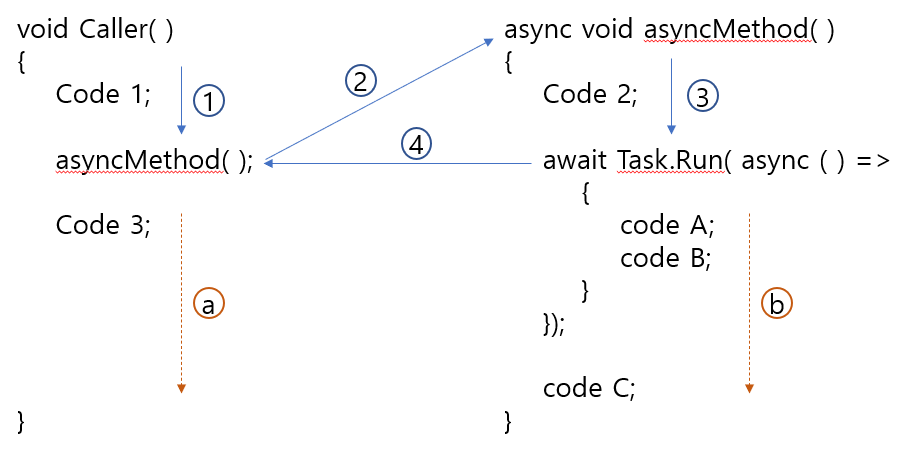 void Caller( )
{
Code 1;
1
asyncMethod( );
Code 3;
a
}
2
4
async void asyncMethod( )
{
Code 2;
3
await Task.Run( async ( ) =>
{
code A;
code B;
}
});
b
code C;
}